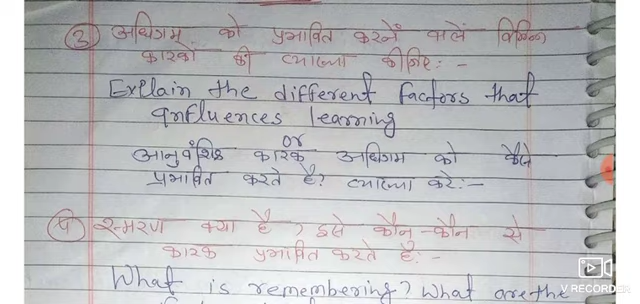 ③ अधिगम को प्रभावित करने वाले विभिन्न
कारकों की व्याख्या कीजिए:-
Explain the different factors that
influences learning
or
आनुवंशिक कारक अधिगम को कैसे
प्रभावित करते है? व्याख्या करे:-
④ स्मरण क्या है? इसे कौन-कौन से
कारक प्रभावित करते है:-
What is remembering? What are the
V RECORDER